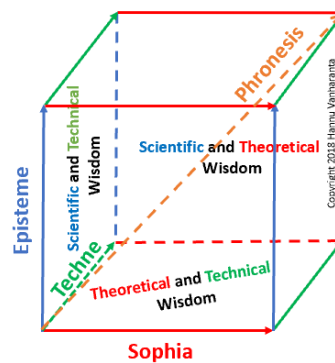 Phronesis
Copyright 2018 Hannu Vanharanta
Episteme
Scientific and Technical
Wisdom
Scientific and Theoretical
Wisdom
Techne
Theoretical and Technical
Wisdom
Sophia